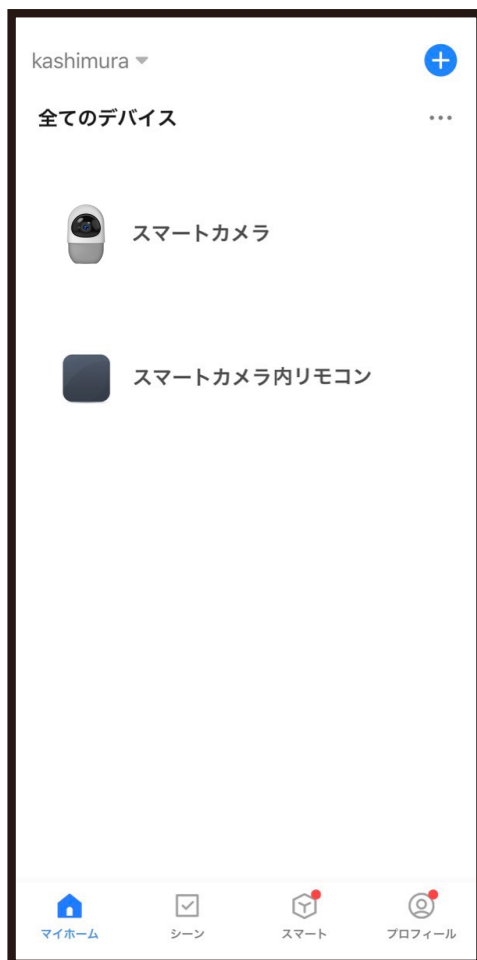 kashimura
全てのデバイス
スマートカメラ
スマートカメラ内リモコン
マイホーム
シーン
スマート
プロフィール